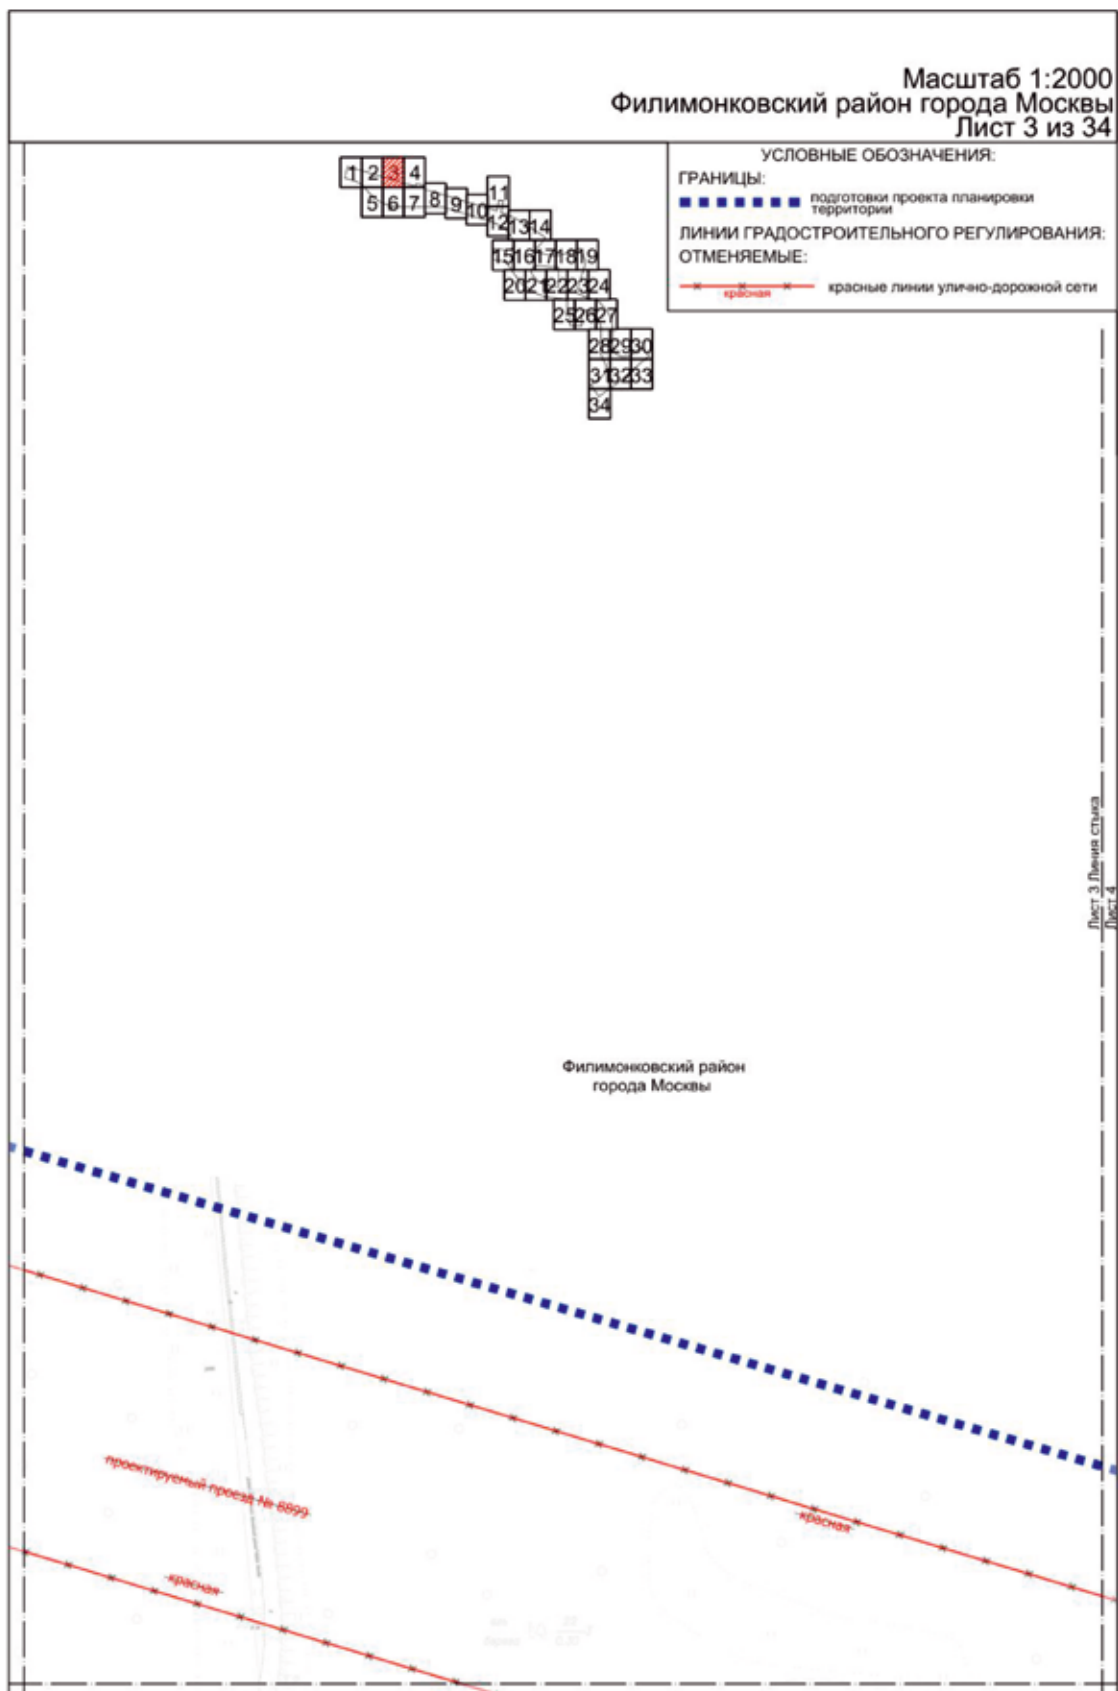 Масштаб 1:2000
Филимонковский район города Москвы
Лист 3 из 34
1 2 3 4
5 6 7 8 9 10 11
12 13 14
15 16 17 18 19
20 21 22 23 24
25 26 27
28 29 30
31 32 33
34
УСЛОВНЫЕ ОБОЗНАЧЕНИЯ:
ГРАНИЦЫ:
подготовки проекта планировки
территории
ЛИНИИ ГРАДОСТРОИТЕЛЬНОГО РЕГУЛИРОВАНИЯ:
ОТМЕНЯЕМЫЕ:
красная
красные линии улично-дорожной сети
Лист 3 Линия стыка
Лист 4
Филимонковский район
города Москвы
проектируемый проезд № 6899
красная
красная